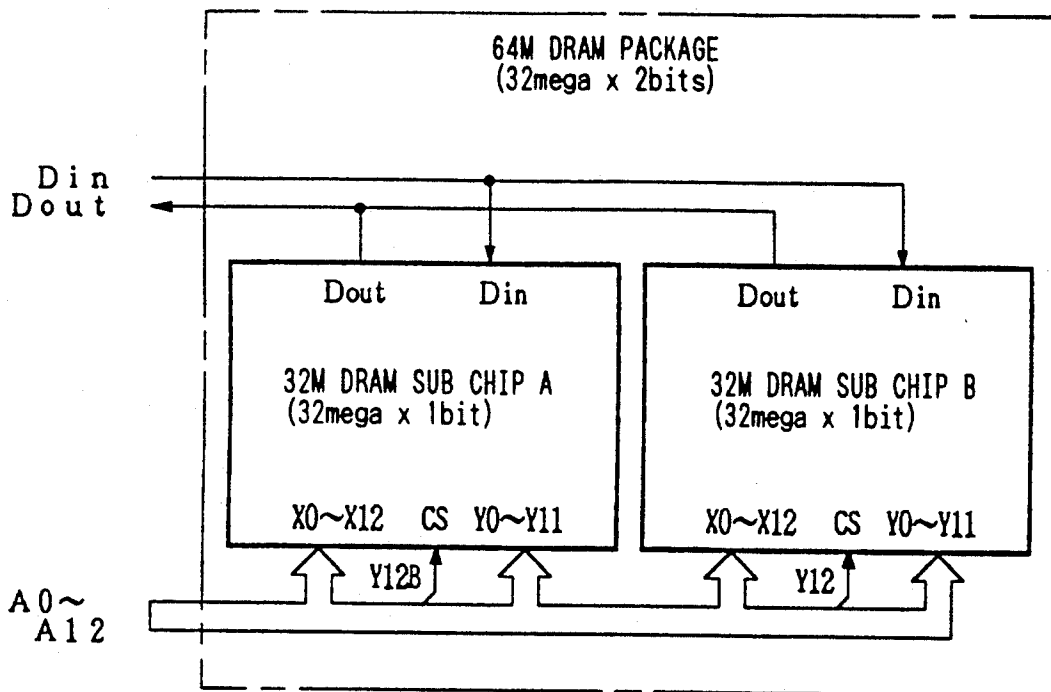 64M DRAM PACKAGE
(32mega x 2bits)
Din
Dout
Dout Din
Dout Din
32M DRAM SUB CHIP A
(32mega x 1bit)
32M DRAM SUB CHIP B
(32mega x 1bit)
X0~X12 CS Y0~Y11
X0~X12 CS Y0~Y11
Y12B
Y12
A0~
A12